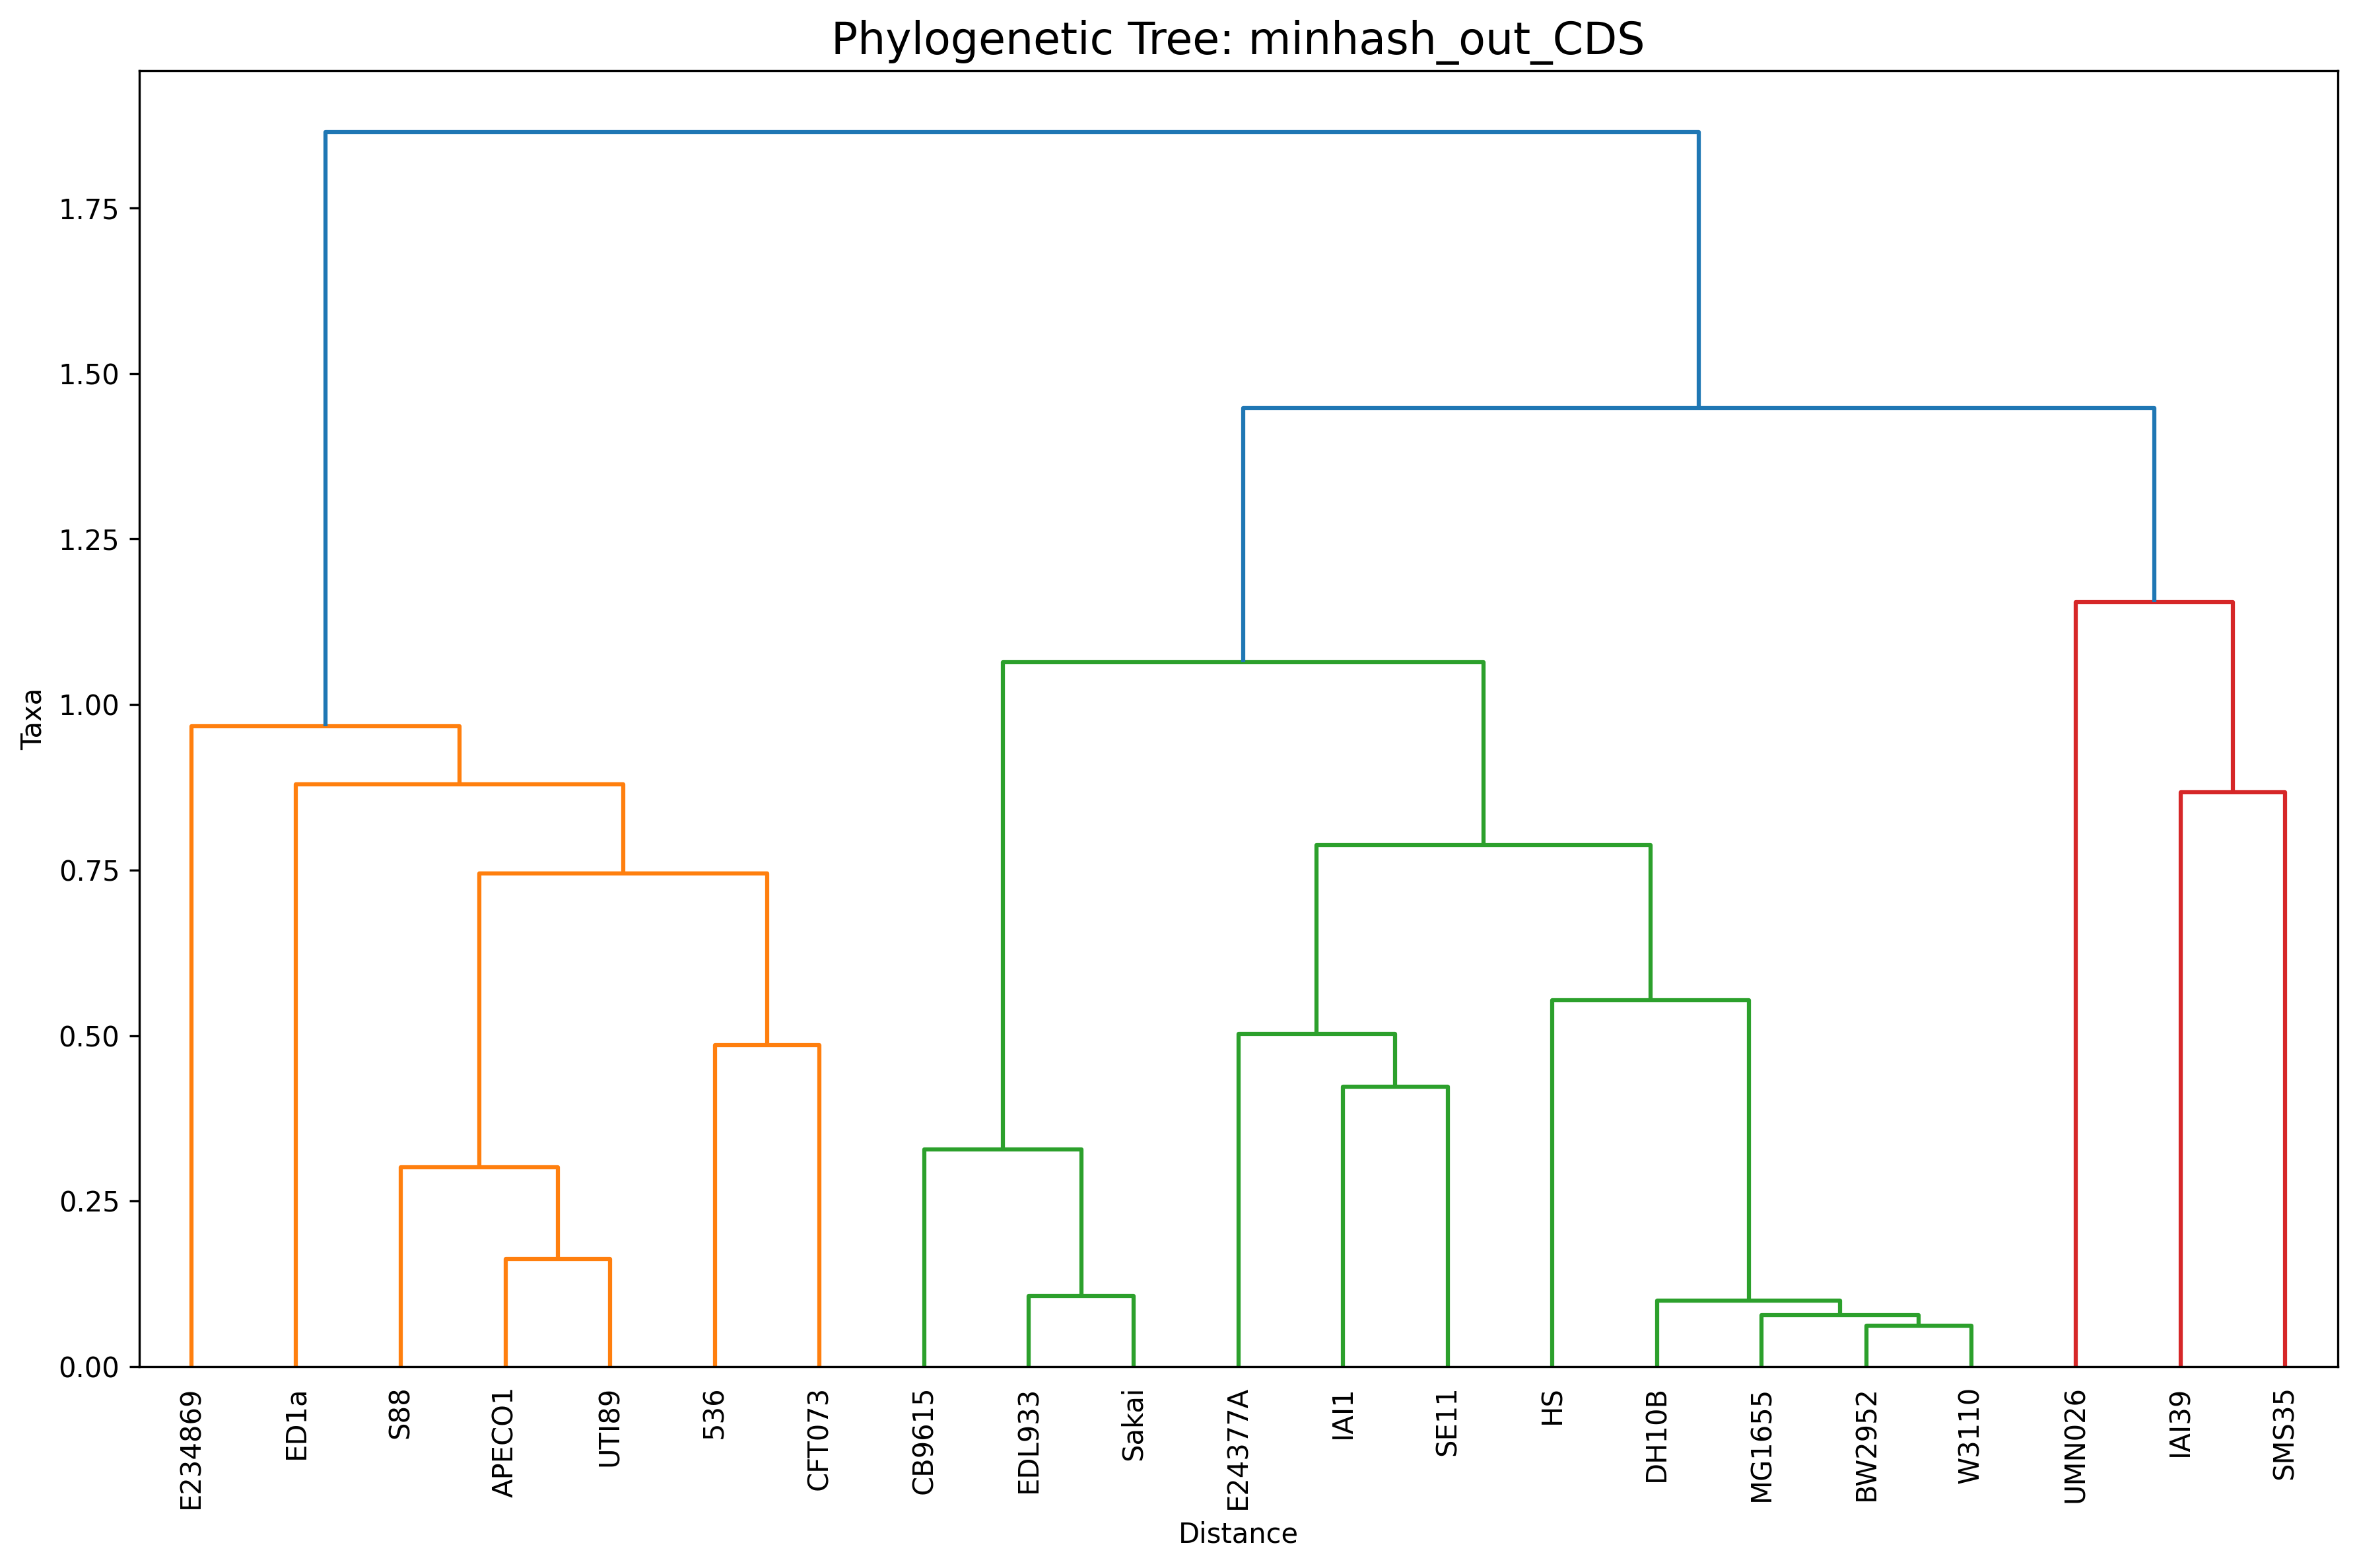 Phylogenetic Tree: minhash_out_CDS
Taxa
1.75
1.50
1.25
1.00
0.75
0.50
0.25
0.00
E234869
ED1a
S88
APECO1
UTI89
536
CFT073
CB9615
EDL933
Sakai
E24377A
IAI1
SE11
HS
DH10B
MG1655
BW2952
W3110
UMN026
IAI39
SMS35
Distance